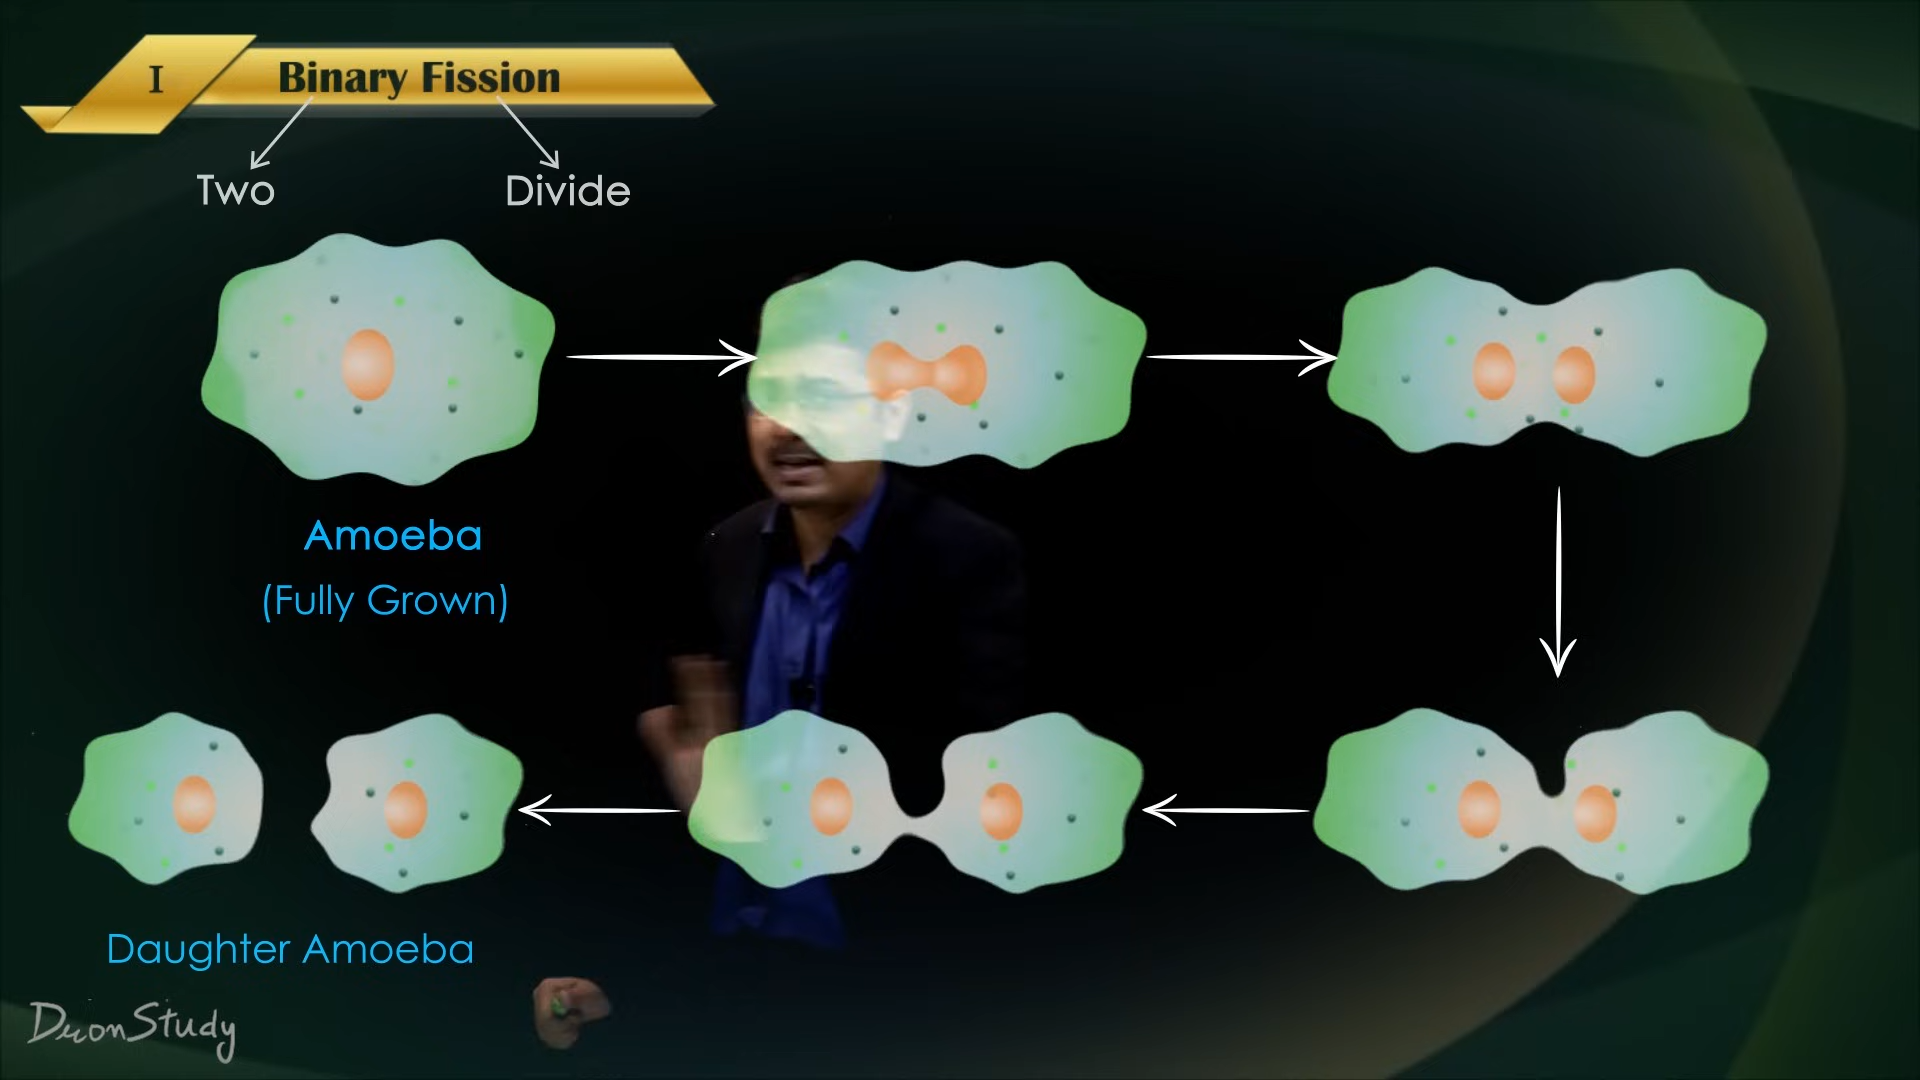 I
Binary Fission
Two
Divide
Amoeba
(Fully Grown)
Daughter Amoeba
DronStudy